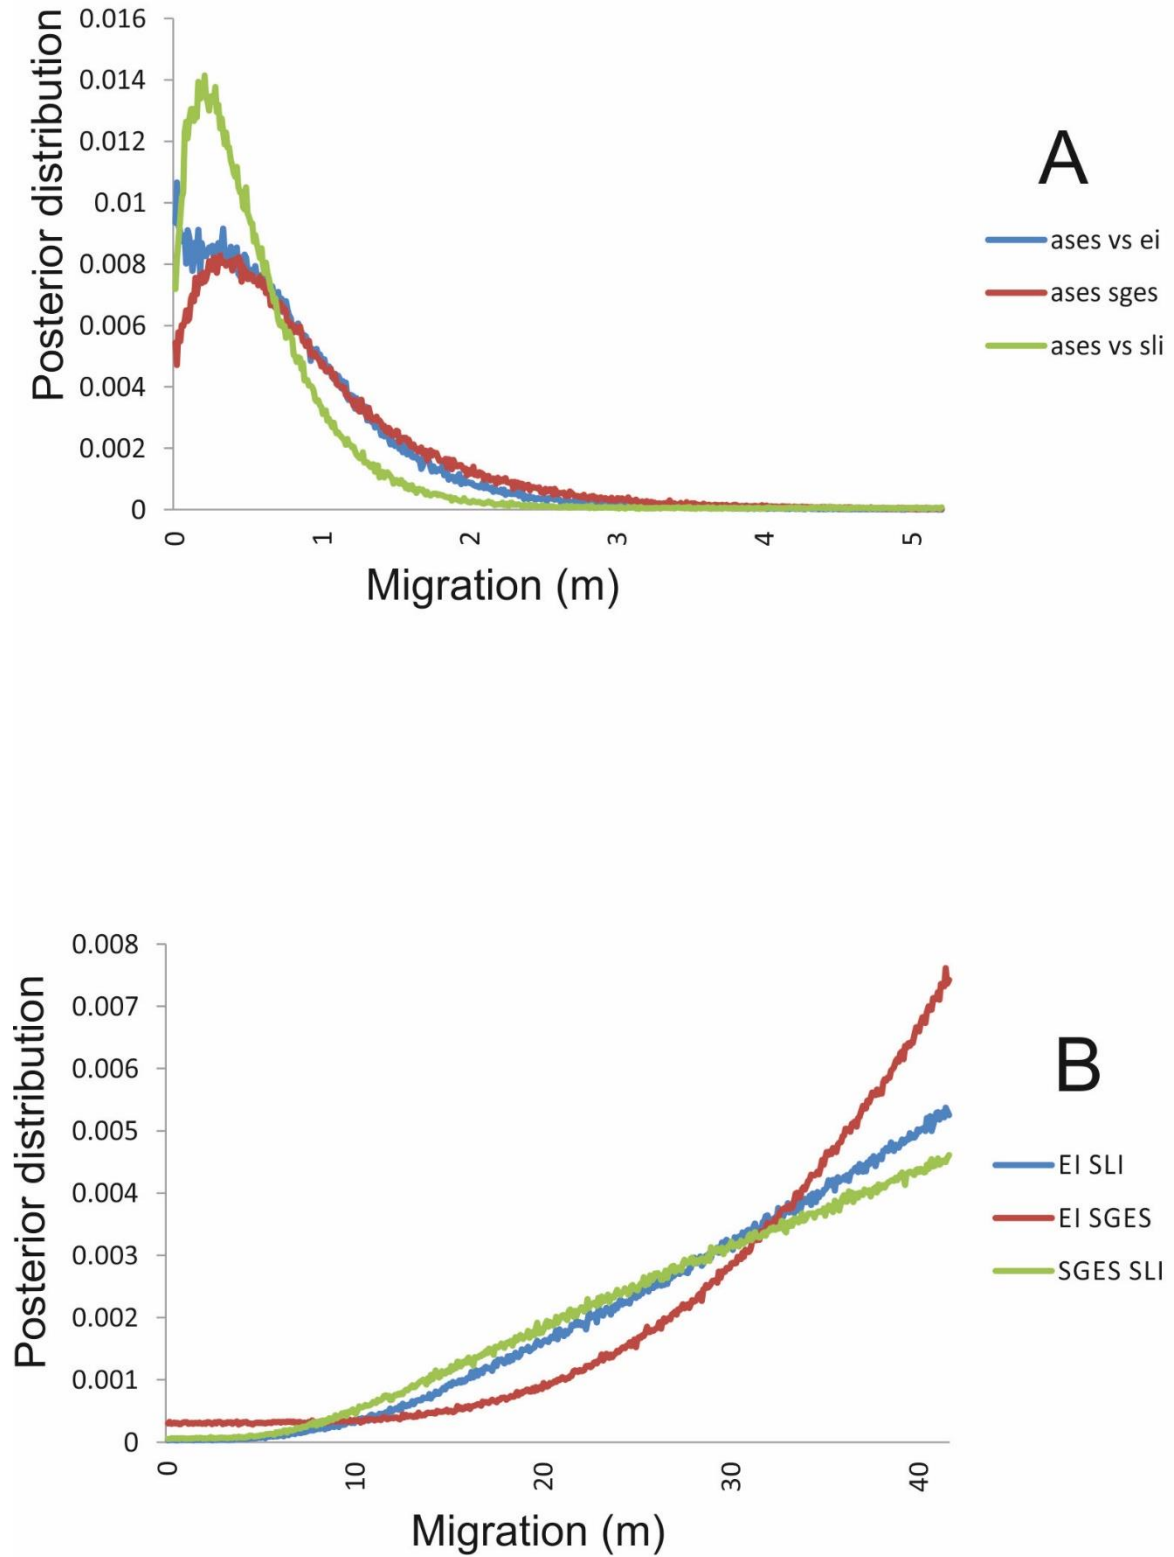 Posterior distribution
0.016
0.014
0.012
0.01
0.008
0.006
0.004
0.002
0
0
1
2
3
4
5
Migration (m)
A
ases vs ei
ases sges
ases vs sli
Posterior distribution
0.008
0.007
0.006
0.005
0.004
0.003
0.002
0.001
0
0
10
20
30
40
Migration (m)
B
EI SLI
EI SGES
SGES SLI